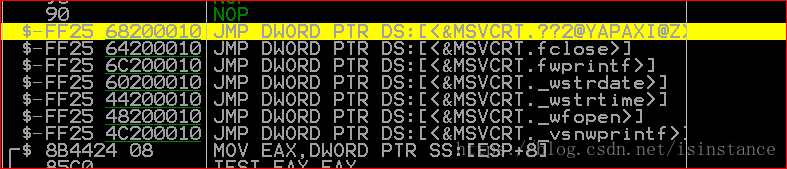 90 NOP
$-FF25 68200010 JMP DWORD PTR DS:[<&MSVCRT.??2@YAPAXI@Z>
$-FF25 64200010 JMP DWORD PTR DS:[<&MSVCRT.fclose>]
$-FF25 6C200010 JMP DWORD PTR DS:[<&MSVCRT.fwprintf>]
$-FF25 60200010 JMP DWORD PTR DS:[<&MSVCRT._wstrdate>]
$-FF25 44200010 JMP DWORD PTR DS:[<&MSVCRT._wstrtime>]
$-FF25 48200010 JMP DWORD PTR DS:[<&MSVCRT._wfopen>]
$-FF25 4C200010 JMP DWORD PTR DS:[<&MSVCRT._vsnwprintf>
$ 8B4424 08 MOV EAX,DWORD PTR SS:[ESP+8]
85C0 TEST EAX,EAX
blog.csdn.net/isinstance